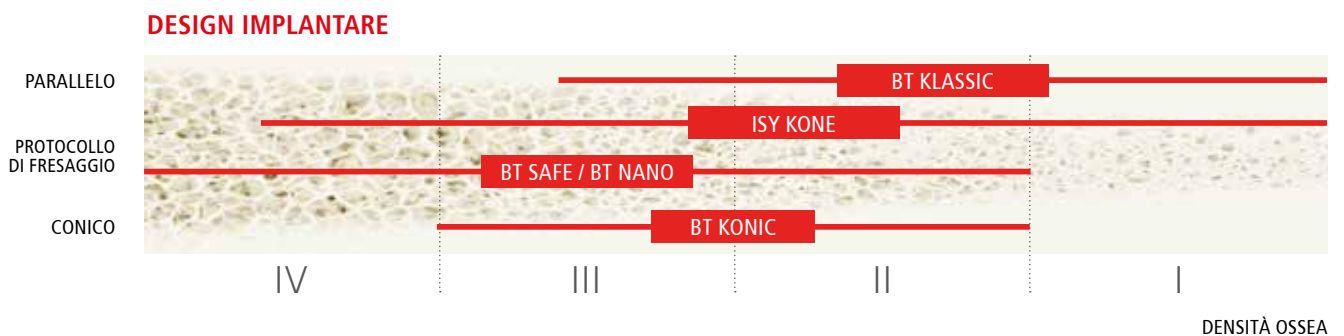 DESIGN IMPLANTARE
PARALLELO
BT KLASSIC
ISY KONE
PROTOCOLLO
DI FRESAGGIO
BT SAFE / BT NANO
CONICO
BT KONIC
IV
III
II
I
DENSITÀ OSSEA